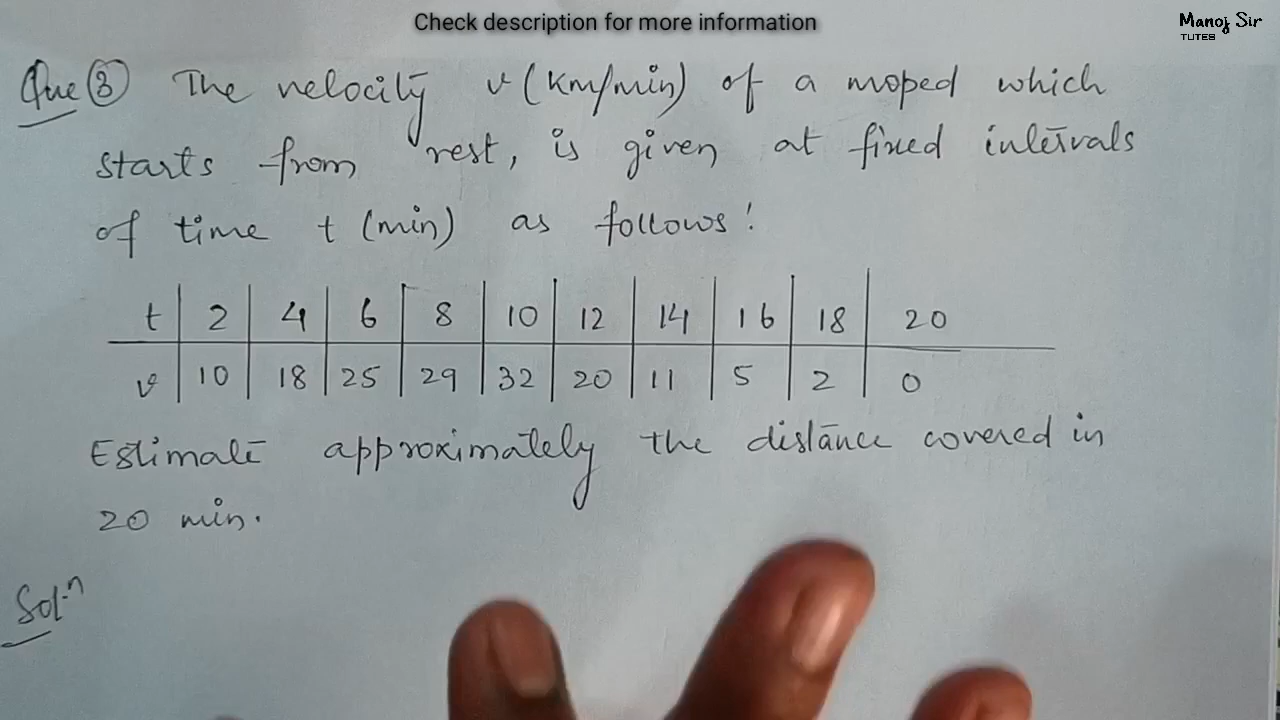 Check description for more information
Manoj Sir
TUTES
Que ③ The velocity v (km/min) of a moped which
starts from rest, is given at fixed intervals
of time t (min) as follows:
t 2 4 6 8 10 12 14 16 18 20
v 10 18 25 29 32 20 11 5 2 0
Estimate approximately the distance covered in
20 min.
Sol.n